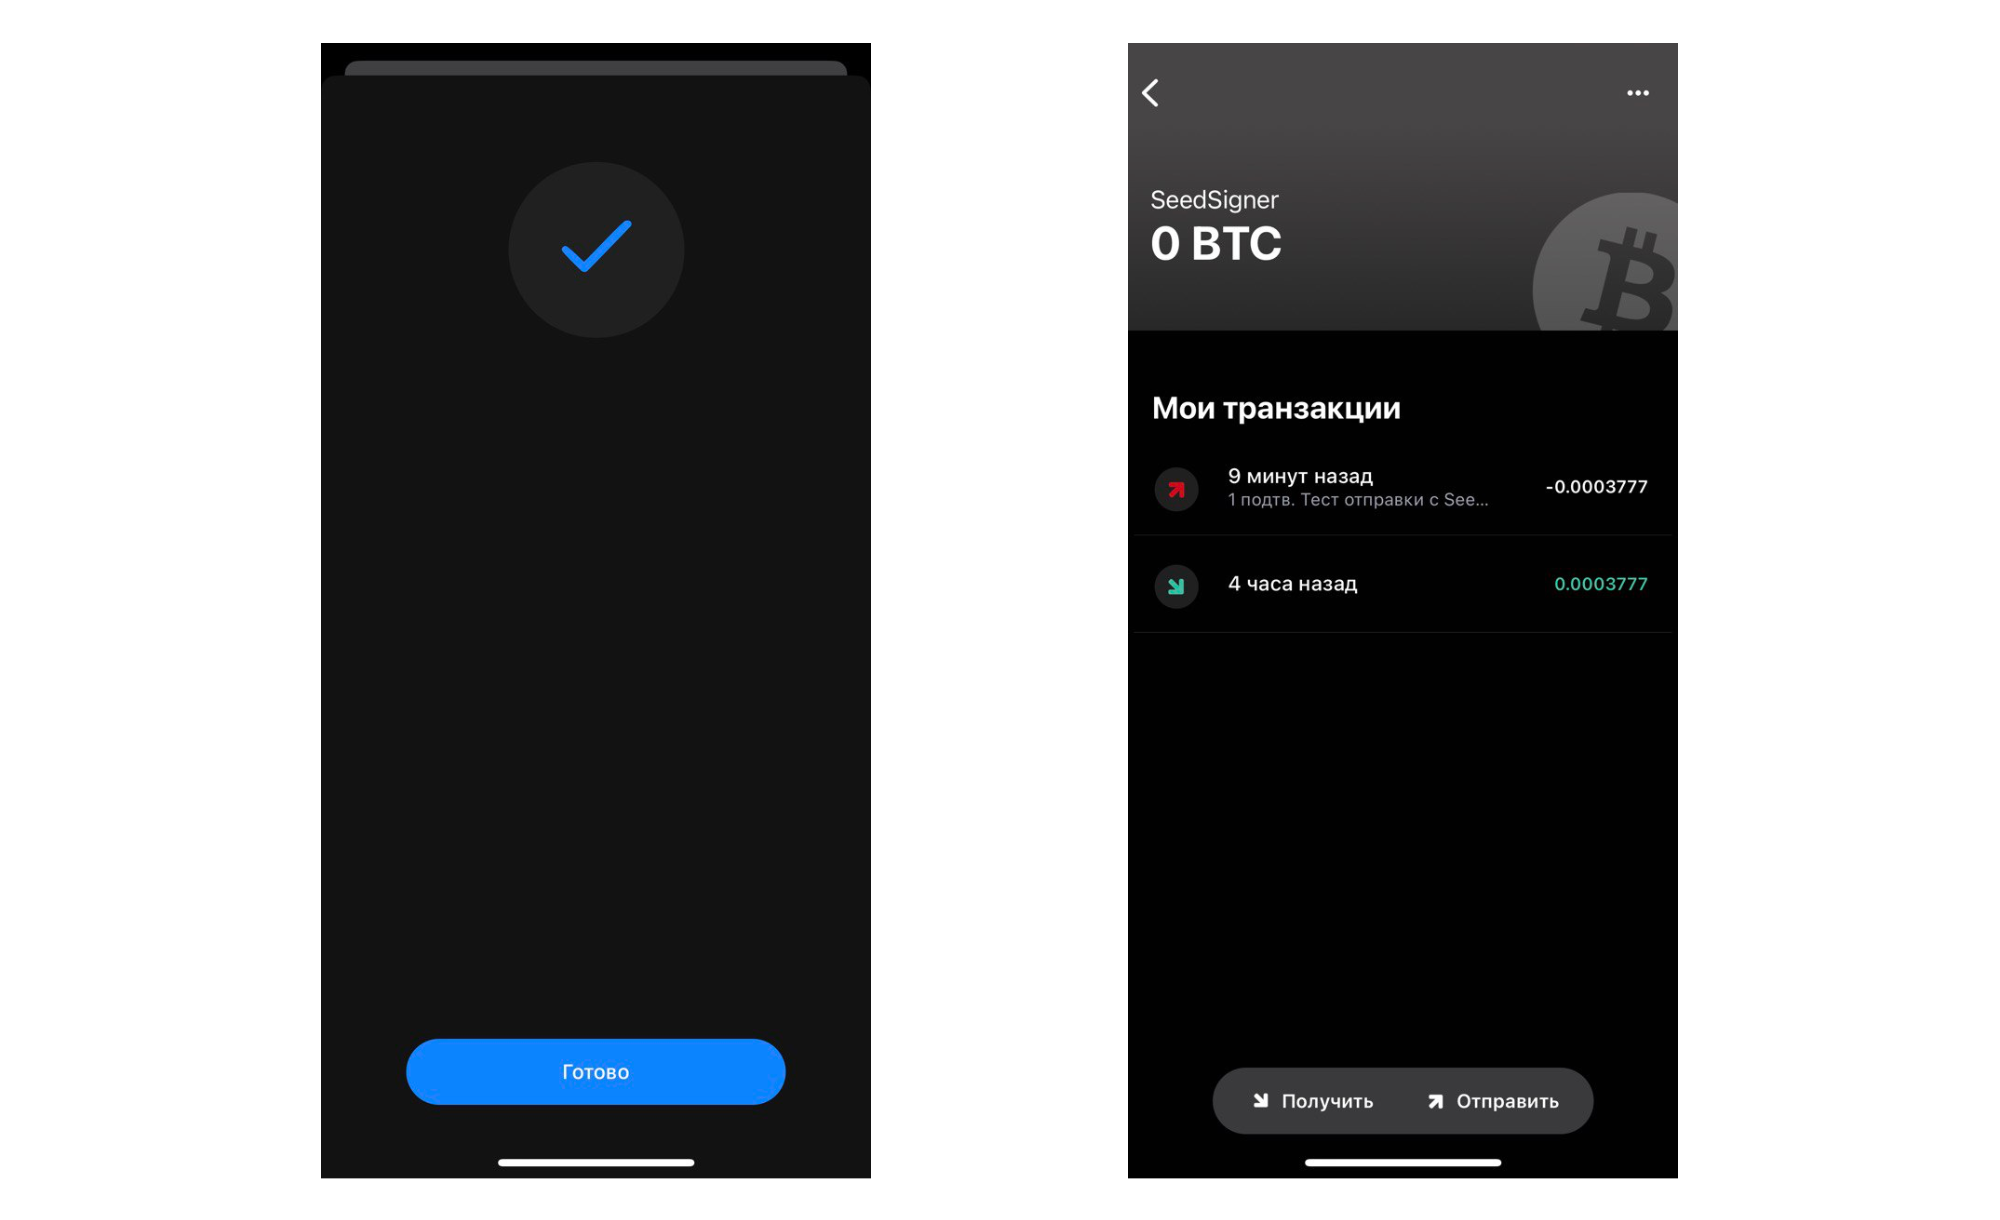 Готово
SeedSigner
0 BTC
Мои транзакции
9 минут назад
-0.0003777
1 подтв. Тест отправки с See...
4 часа назад
0.0003777
Получить
Отправить